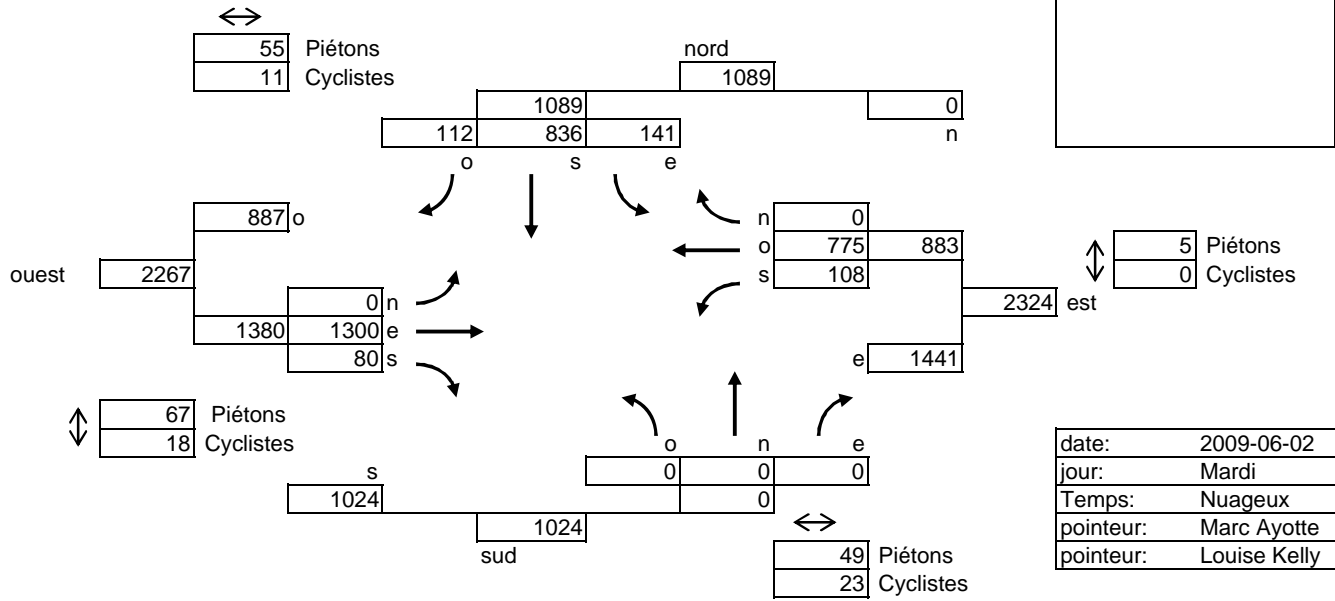 55 Piétons
nord
11 Cyclistes
1089
1089
0
112 836 141
n
o s e
887 o
n 0
o 775 883
5 Piétons
ouest 2267
s 108
0 Cyclistes
0 n
2324 est
1380 1300 e
80 s
e 1441
67 Piétons
18 Cyclistes
o n e
s
0 0 0
1024
0
1024
sud
49 Piétons
23 Cyclistes
date: 2009-06-02
jour: Mardi
Temps: Nuageux
pointeur: Marc Ayotte
pointeur: Louise Kelly